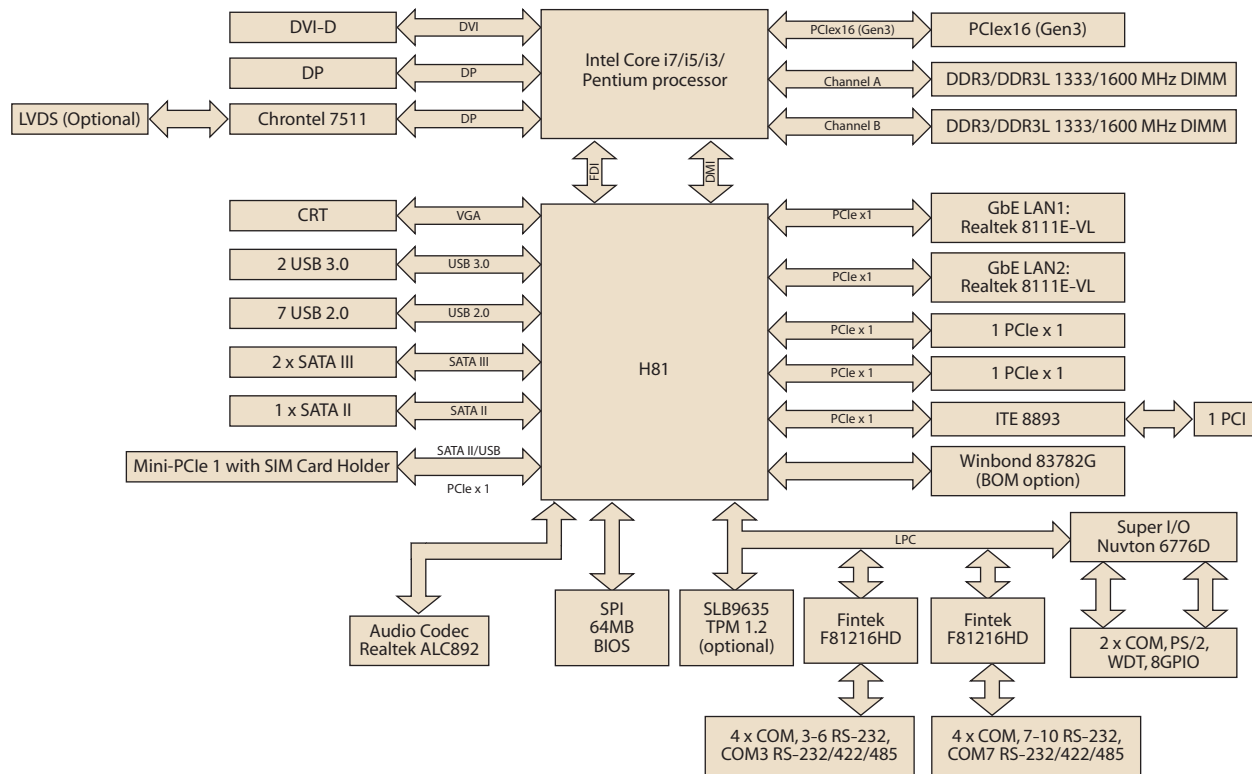 DVI-D
DVI
DP
DP
LVDS (Optional)
Chrontel 7511
DP
Intel Core i7/i5/i3/
Pentium processor
PCIex16 (Gen3)
PCIex16 (Gen3)
Channel A
DDR3/DDR3L 1333/1600 MHz DIMM
Channel B
DDR3/DDR3L 1333/1600 MHz DIMM
FDI
DMI
CRT
VGA
2 USB 3.0
USB 3.0
7 USB 2.0
USB 2.0
2 x SATA III
SATA III
1 x SATA II
SATA II
Mini-PCIe 1 with SIM Card Holder
SATA II/USB
PCIe x 1
H81
PCIe x1
GbE LAN1:
Realtek 8111E-VL
PCIe x1
GbE LAN2:
Realtek 8111E-VL
PCIe x 1
1 PCIe x 1
PCIe x 1
1 PCIe x 1
PCIe x 1
ITE 8893
1 PCI
Winbond 83782G
(BOM option)
LPC
Super I/O
Nuvton 6776D
Audio Codec
Realtek ALC892
SPI
64MB
BIOS
SLB9635
TPM 1.2
(optional)
Fintek
F81216HD
Fintek
F81216HD
2 x COM, PS/2,
WDT, 8GPIO
4 x COM, 3-6 RS-232,
COM3 RS-232/422/485
4 x COM, 7-10 RS-232,
COM7 RS-232/422/485